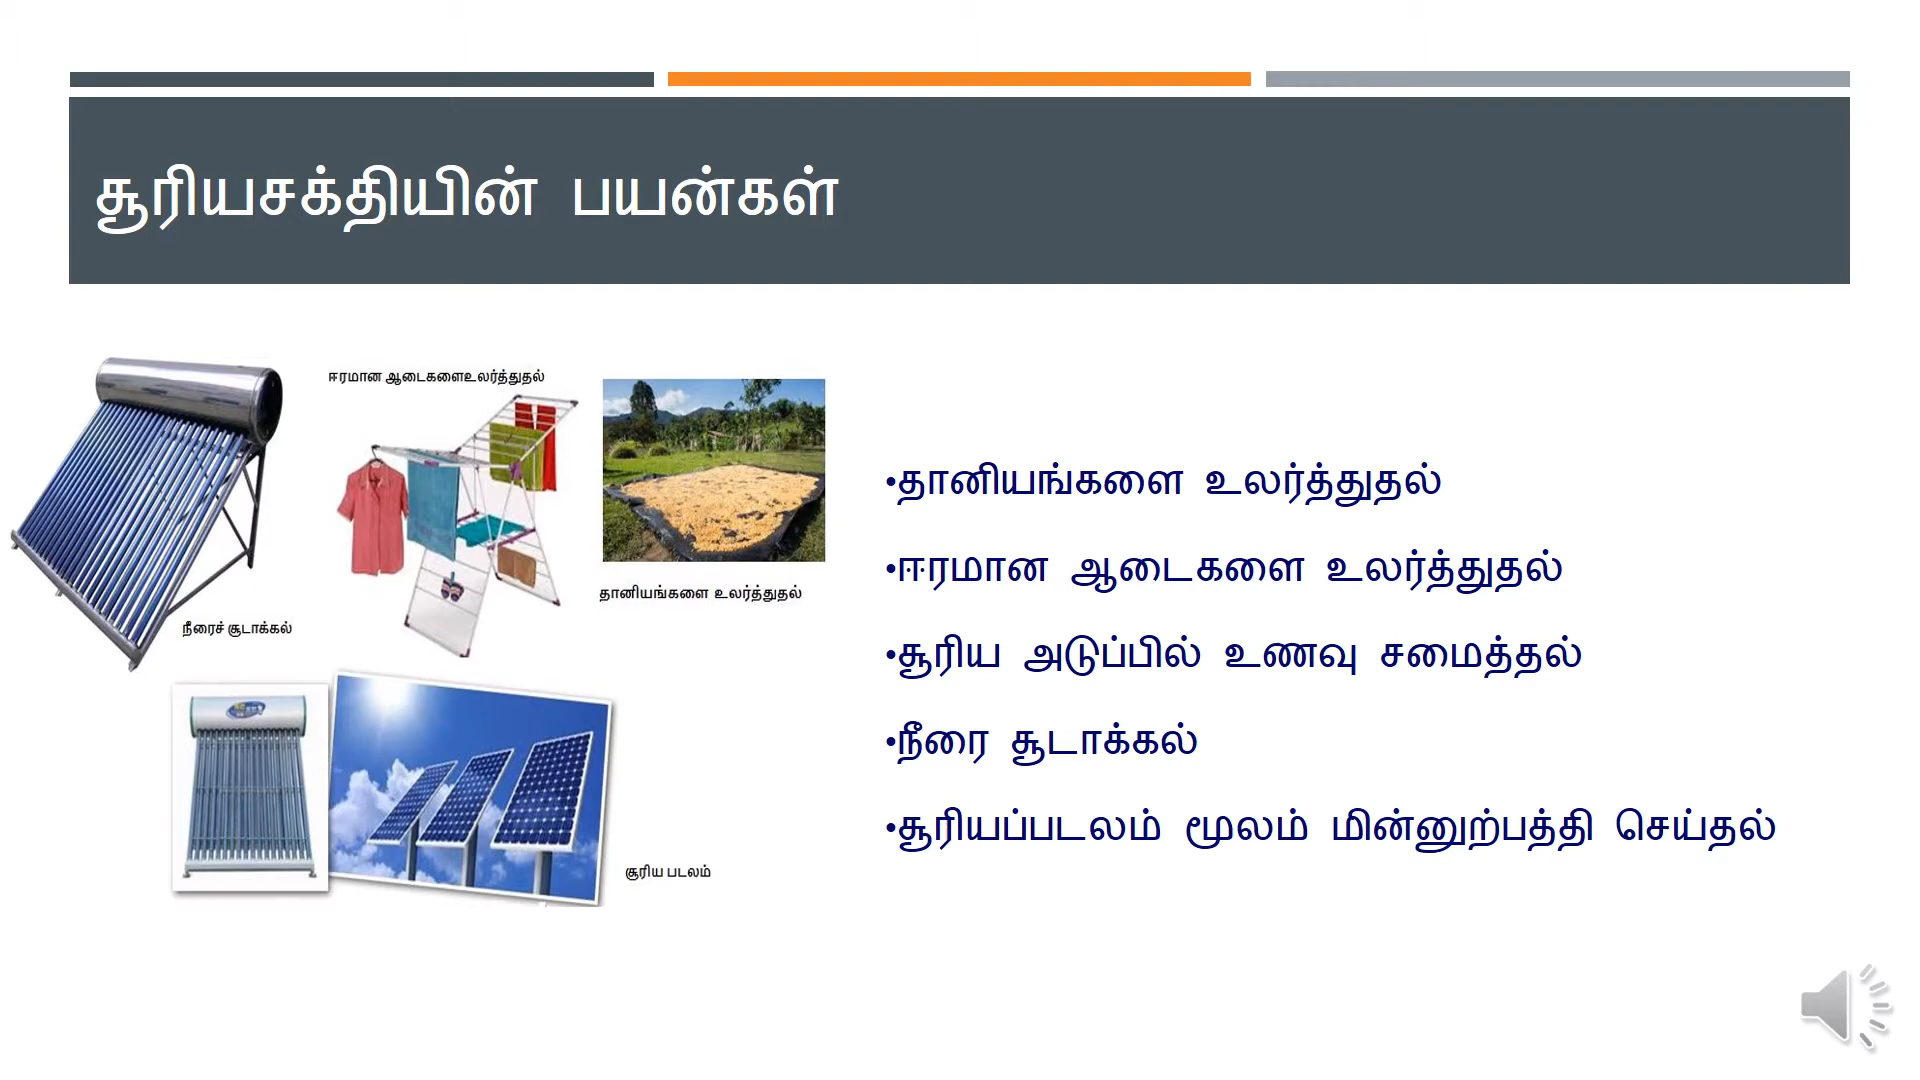 சூரியசக்தியின் பயன்கள்
ஈரமான ஆடைகளைஉலர்த்துதல்
தானியங்களை உலர்த்துதல்
நீரைச் சூடாக்கல்
சூரிய படலம்
•தானியங்களை உலர்த்துதல்
•ஈரமான ஆடைகளை உலர்த்துதல்
•சூரிய அடுப்பில் உணவு சமைத்தல்
•நீரை சூடாக்கல்
•சூரியப்படலம் மூலம் மின்னுற்பத்தி செய்தல்